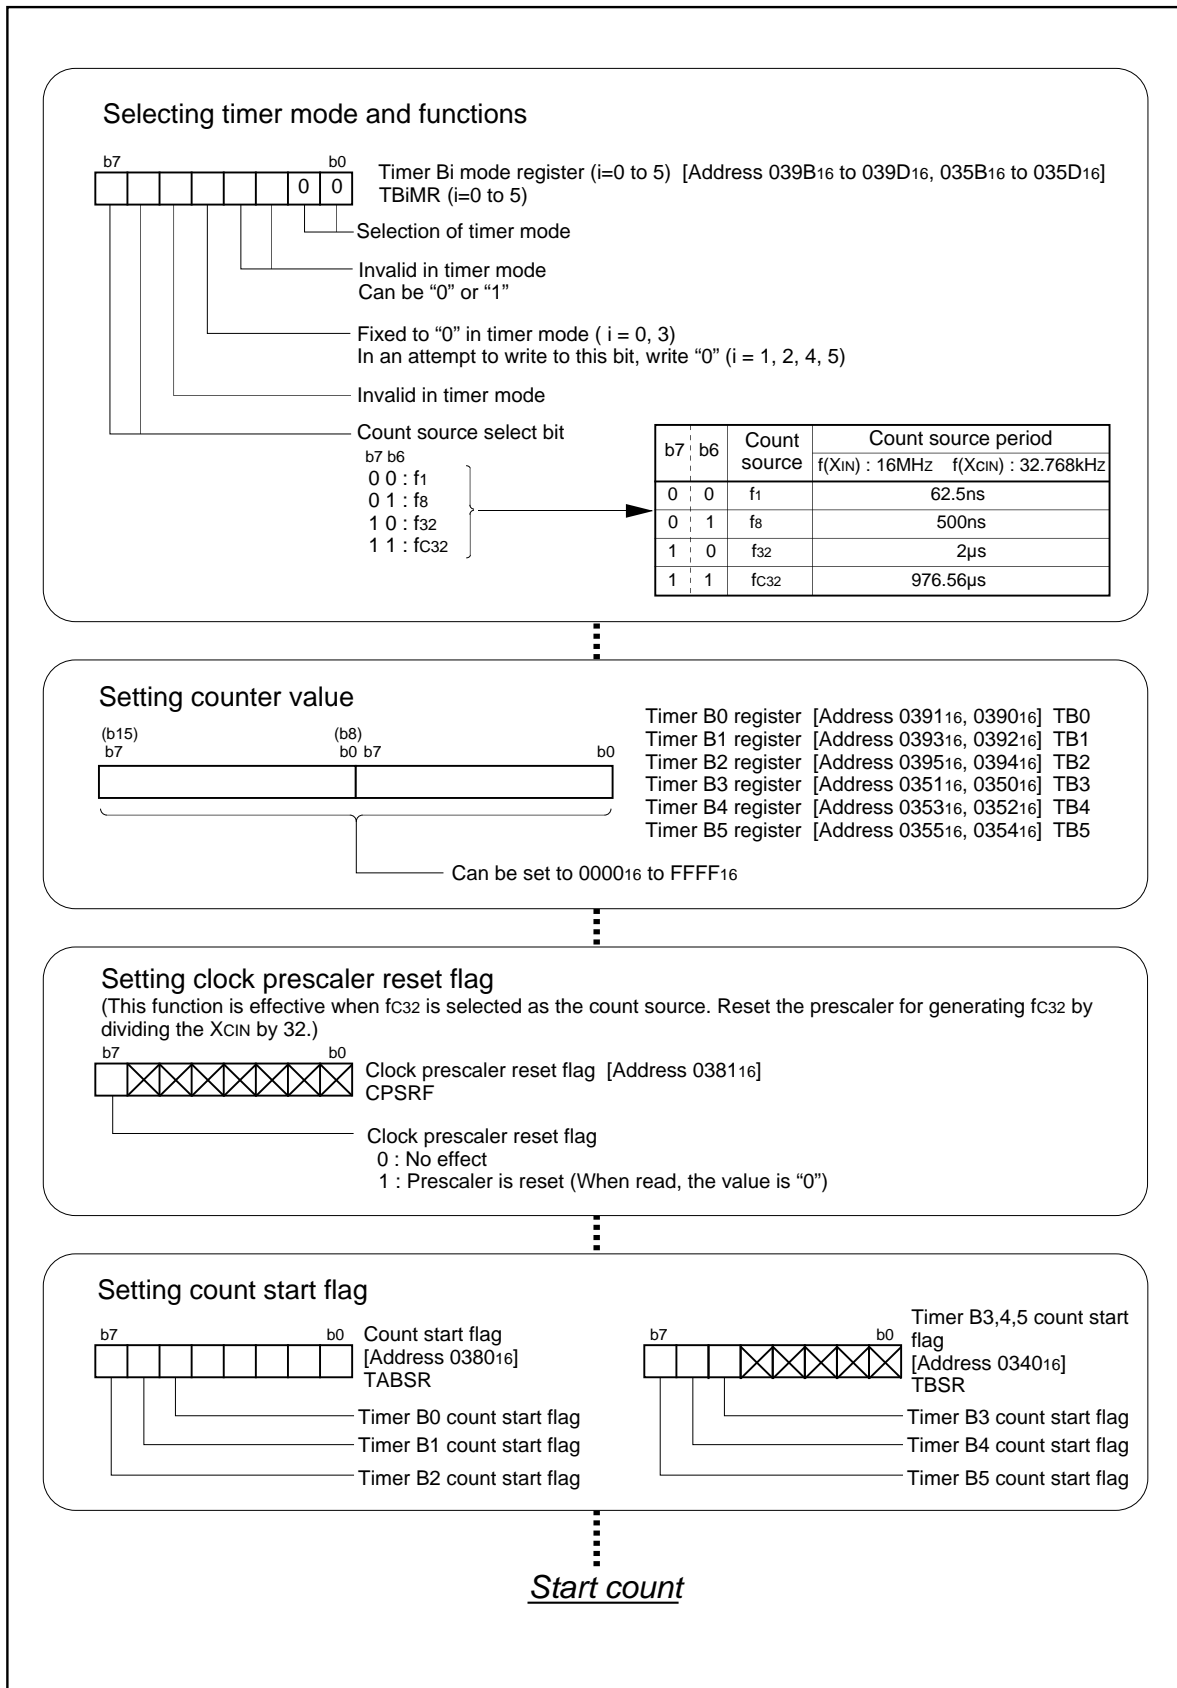 Selecting timer mode and functions
b7 b0
0 0
Timer Bi mode register (i=0 to 5) [Address 039B16 to 039D16, 035B16 to 035D16]
TBiMR (i=0 to 5)
Selection of timer mode
Invalid in timer mode
Can be “0” or “1”
Fixed to “0” in timer mode ( i = 0, 3)
In an attempt to write to this bit, write “0” (i = 1, 2, 4, 5)
Invalid in timer mode
Count source select bit
b7 b6
0 0 : f1
0 1 : f8
1 0 : f32
1 1 : fC32
b7 b6 Count source Count source period
f(XIN) : 16MHz f(XCIN) : 32.768kHz
0 0 f1 62.5ns
0 1 f8 500ns
1 0 f32 2µs
1 1 fC32 976.56µs
Setting counter value
(b15) (b8)
b7 b0 b7 b0
Timer B0 register [Address 039116, 039016] TB0
Timer B1 register [Address 039316, 039216] TB1
Timer B2 register [Address 039516, 039416] TB2
Timer B3 register [Address 035116, 035016] TB3
Timer B4 register [Address 035316, 035216] TB4
Timer B5 register [Address 035516, 035416] TB5
Can be set to 000016 to FFFF16
Setting clock prescaler reset flag
(This function is effective when fC32 is selected as the count source. Reset the prescaler for generating fC32 by
dividing the XCIN by 32.)
b7 b0
Clock prescaler reset flag [Address 038116]
CPSRF
Clock prescaler reset flag
0 : No effect
1 : Prescaler is reset (When read, the value is “0”)
Setting count start flag
b7 b0
Count start flag
[Address 038016]
TABSR
Timer B0 count start flag
Timer B1 count start flag
Timer B2 count start flag
b7 b0
Timer B3,4,5 count start
flag
[Address 034016]
TBSR
Timer B3 count start flag
Timer B4 count start flag
Timer B5 count start flag
Start count